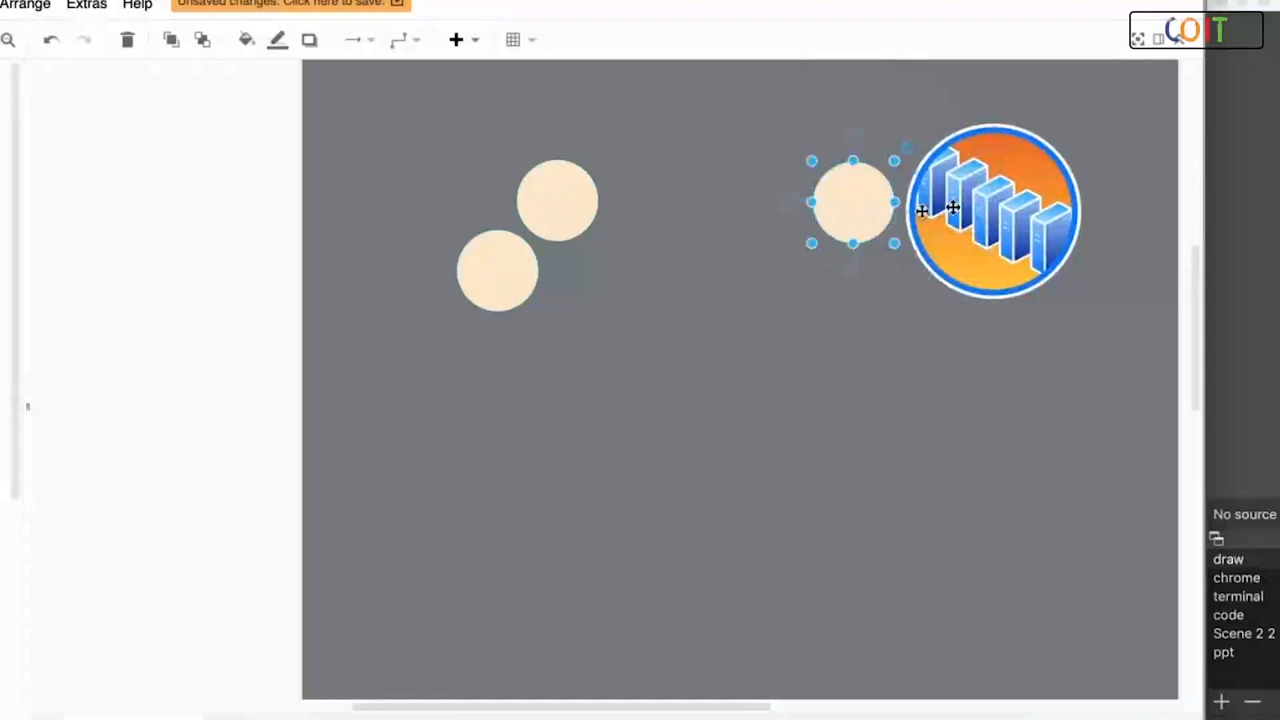 Arrange Extras Help Unsaved changes. Click here to save.
COIT
No source
draw
chrome
terminal
code
Scene 2 2
ppt